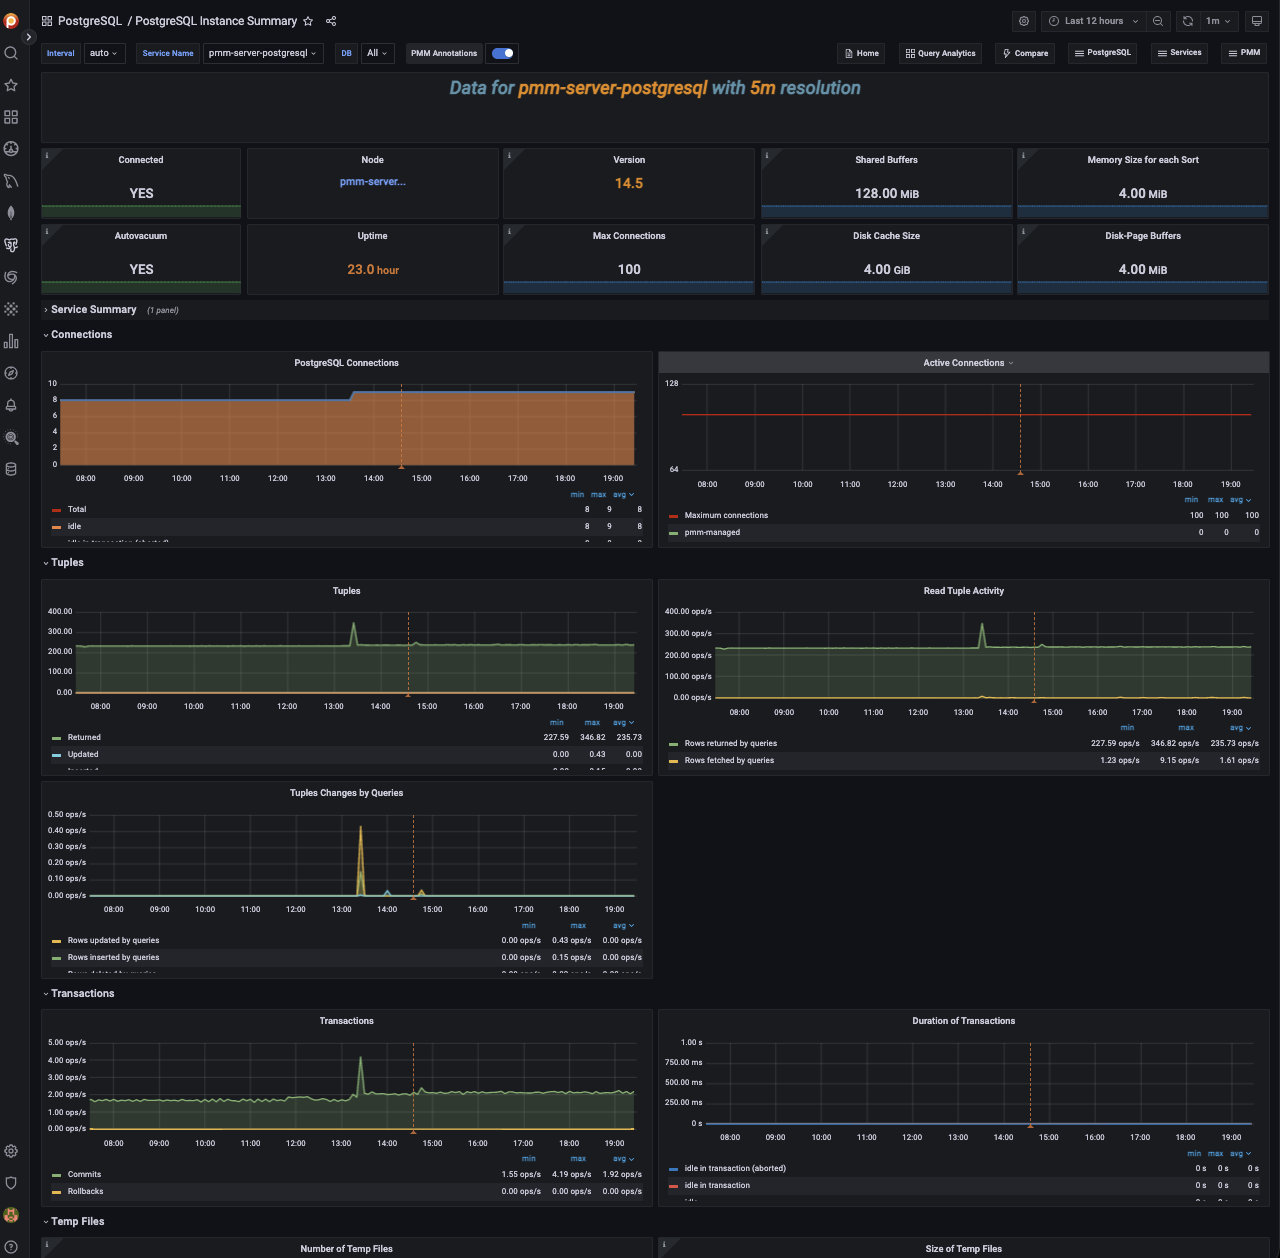 PostgreSQL / PostgreSQL Instance Summary
Last 12 hours
1m
Interval auto Service Name pmm-server-postgresql DB All PMM Annotations
Home Query Analytics Compare PostgreSQL Services PMM
Data for pmm-server-postgresql with 5m resolution
Connected
YES
Node
pmm-server...
Version
14.5
Shared Buffers
128.00 MiB
Memory Size for each Sort
4.00 MiB
Autovacuum
YES
Uptime
23.0 hour
Max Connections
100
Disk Cache Size
4.00 GiB
Disk-Page Buffers
4.00 MiB
Service Summary (1 panel)
Connections
PostgreSQL Connections
10
8
6
4
2
0
08:00 09:00 10:00 11:00 12:00 13:00 14:00 15:00 16:00 17:00 18:00 19:00
min max avg
Total 8 9 8
idle 8 9 8
idle in transaction (aborted) 0 0 0
Active Connections
128
64
08:00 09:00 10:00 11:00 12:00 13:00 14:00 15:00 16:00 17:00 18:00 19:00
min max avg
Maximum connections 100 100 100
pmm-managed 0 0 0
Tuples
Tuples
400.00
300.00
200.00
100.00
0.00
08:00 09:00 10:00 11:00 12:00 13:00 14:00 15:00 16:00 17:00 18:00 19:00
min max avg
Returned 227.59 346.82 235.73
Updated 0.00 0.43 0.00
Inserted 0.00 0.15 0.00
Read Tuple Activity
400.00 ops/s
300.00 ops/s
200.00 ops/s
100.00 ops/s
0.00 ops/s
08:00 09:00 10:00 11:00 12:00 13:00 14:00 15:00 16:00 17:00 18:00 19:00
min max avg
Rows returned by queries 227.59 ops/s 346.82 ops/s 235.73 ops/s
Rows fetched by queries 1.23 ops/s 9.15 ops/s 1.61 ops/s
Tuples Changes by Queries
0.50 ops/s
0.40 ops/s
0.30 ops/s
0.20 ops/s
0.10 ops/s
0.00 ops/s
08:00 09:00 10:00 11:00 12:00 13:00 14:00 15:00 16:00 17:00 18:00 19:00
min max avg
Rows updated by queries 0.00 ops/s 0.43 ops/s 0.00 ops/s
Rows inserted by queries 0.00 ops/s 0.15 ops/s 0.00 ops/s
Rows deleted by queries
Transactions
Transactions
5.00 ops/s
4.00 ops/s
3.00 ops/s
2.00 ops/s
1.00 ops/s
0.00 ops/s
08:00 09:00 10:00 11:00 12:00 13:00 14:00 15:00 16:00 17:00 18:00 19:00
min max avg
Commits 1.55 ops/s 4.19 ops/s 1.92 ops/s
Rollbacks 0.00 ops/s 0.00 ops/s 0.00 ops/s
Duration of Transactions
1.00 s
750.00 ms
500.00 ms
250.00 ms
0 s
08:00 09:00 10:00 11:00 12:00 13:00 14:00 15:00 16:00 17:00 18:00 19:00
min max avg
idle in transaction (aborted) 0 s 0 s 0 s
idle in transaction 0 s 0 s 0 s
idle
Temp Files
Number of Temp Files
Size of Temp Files